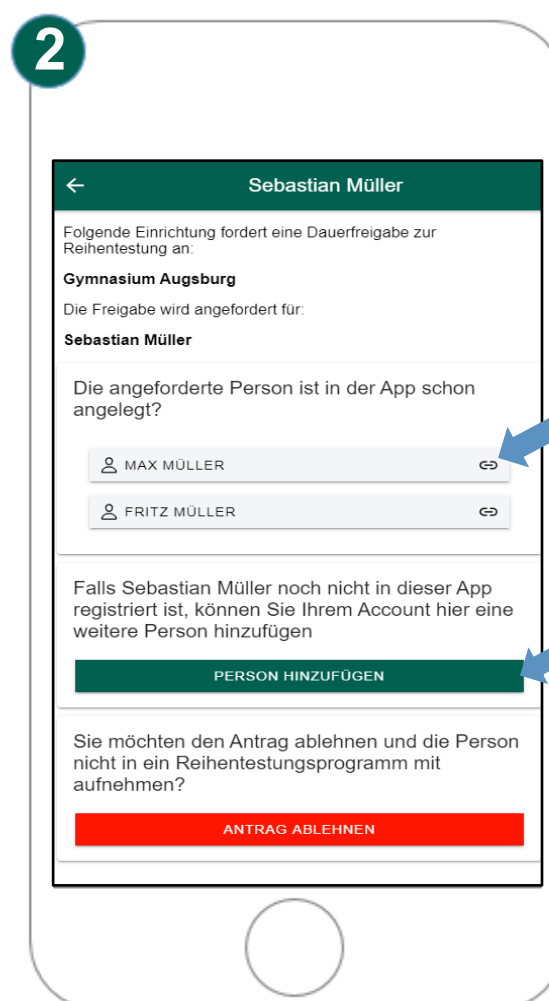 2
Sebastian Müller
Folgende Einrichtung fordert eine Dauerfreigabe zur
Reihentestung an:
Gymnasium Augsburg
Die Freigabe wird angefordert für:
Sebastian Müller
Die angeforderte Person ist in der App schon
angelegt?
MAX MÜLLER
FRITZ MÜLLER
Falls Sebastian Müller noch nicht in dieser App
registriert ist, können Sie Ihrem Account hier eine
weitere Person hinzufügen
PERSON HINZUFÜGEN
Sie möchten den Antrag ablehnen und die Person
nicht in ein Reihentestungsprogramm mit
aufnehmen?
ANTRAG ABLEHNEN